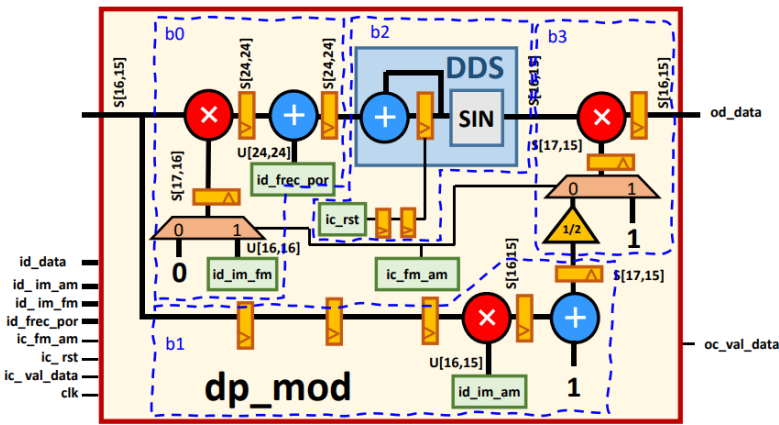 b0
b2
b3
S[16,15]
S[24,24]
S[24,24]
DDS
S[16,15]
S[16,15]
×
+
+
SIN
×
od_data
U[24,24]
id_frec_por
S[17,16]
S[17,15]
ic_rst
0 1
0 1
1/2
1
0
U[16,16]
id_im_fm
ic_fm_am
S[16,15]
S[17,15]
id_data
id_ im_am
id_ im_fm
id_frec_por
ic_fm_am
ic_ rst
ic_ val_data
clk
×
+
b1
U[16,15]
dp_mod
id_im_am
1
oc_val_data